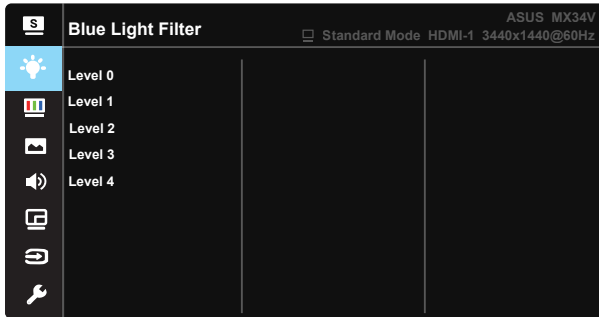 S
Blue Light Filter
ASUS MX34V
Standard Mode HDMI-1 3440x1440@60Hz
Level 0
Level 1
Level 2
Level 3
Level 4